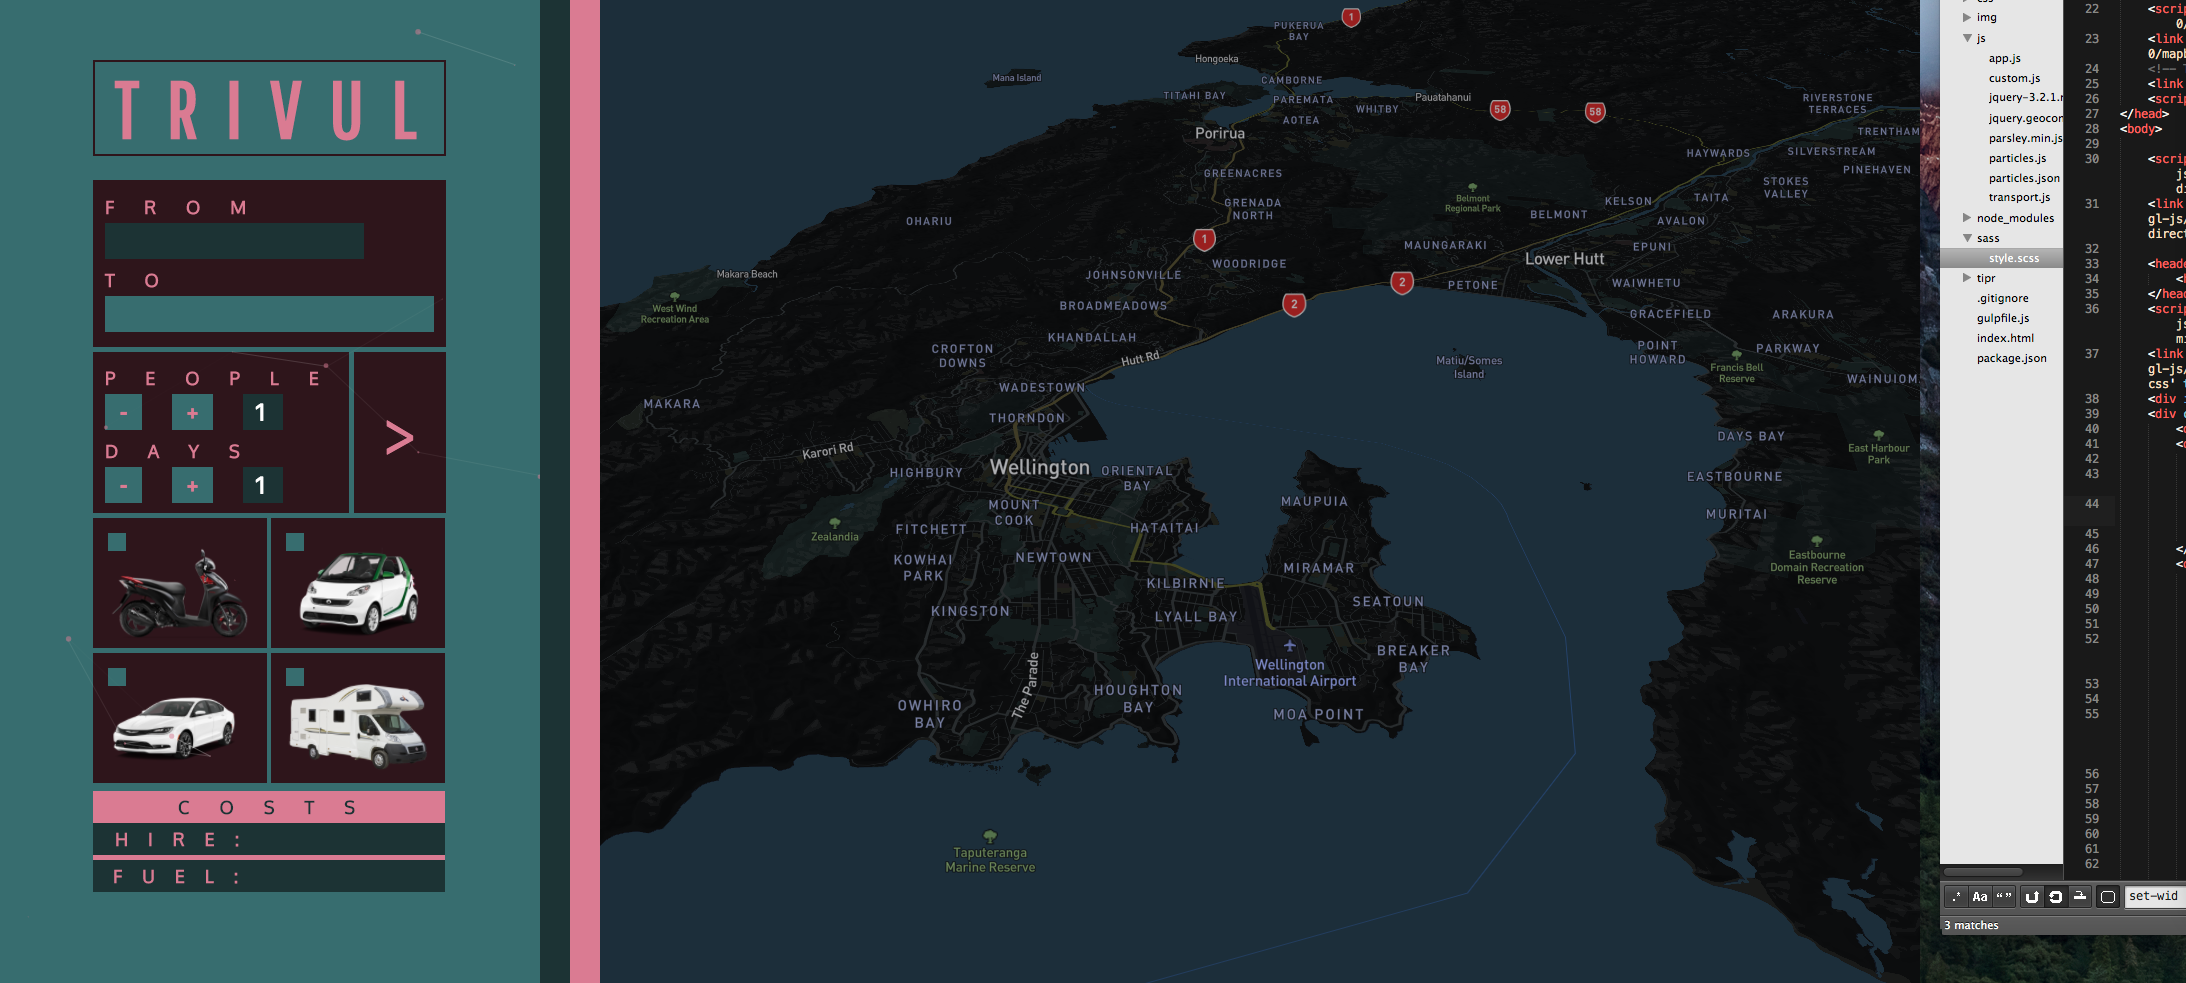 TRIVUL
FROM
TO
PEOPLE
- + 1
DAYS
- + 1
>
COSTS
HIRE:
FUEL:
1
PUKERUA
BAY
Hongoeka
Mana Island
CAMBORNE
TITAHI BAY
PAREMATA
WHITBY
Pauatahanui
58
58
RIVERSTONE
TERRACES
AOTEA
Porirua
TRENTHAM
HAYWARDS
SILVERSTREAM
PINEHAVEN
GREENACRES
STOKES
VALLEY
Belmont
Regional Park
GRENADA
NORTH
KELSON
TAITA
OHARIU
BELMONT
AVALON
1
MAUNGARAKI
EPUNI
Lower Hutt
WOODRIDGE
Makara Beach
JOHNSONVILLE
2
PETONE
WAIWHETU
West Wind
Recreation Area
BROADMEADOWS
2
GRACEFIELD
ARAKURA
KHANDALLAH
CROFTON
DOWNS
Hutt Rd
Matiu/Somes
Island
POINT
HOWARD
PARKWAY
Francis Bell
Reserve
WAINUIOM
WADESTOWN
MAKARA
THORNDON
Karori Rd
DAYS BAY
East Harbour
Park
HIGHBURY
Wellington
ORIENTAL
BAY
EASTBOURNE
MAUPUIA
MOUNT
COOK
MURITAI
FITCHETT
HATAITAI
Zealandia
KOWHAI
PARK
NEWTOWN
MIRAMAR
Eastbourne
Domain Recreation
Reserve
KILBIRNIE
KINGSTON
LYALL BAY
SEATOUN
BREAKER
BAY
Wellington
International Airport
The Parade
HOUGHTON
BAY
OWHIRO
BAY
MOA POINT
Taputeranga
Marine Reserve
img
js
app.js
custom.js
jquery-3.2.1.r
jquery.geocor
parsley.min.js
particles.js
particles.json
transport.js
node_modules
sass
style.scss
tipr
.gitignore
gulpfile.js
index.html
package.json
22 <scrip
0/
23 <link
0/mapb
24 <!--
25 <link
26 <scrip
27 </head>
28 <body>
29
30 <scrip
js
di
31 <link
gl-js/
direct
32
33 <heade
34 <h
35 </head
36 <scrip
js
mi
37 <link
gl-js/
css'
38 <div
39 <div c
40
41
42
43
44
45
46 </
47
48
49
50
51
52
53
54
55
56
57
58
59
60
61
62
.* Aa “”
set-wid
3 matches